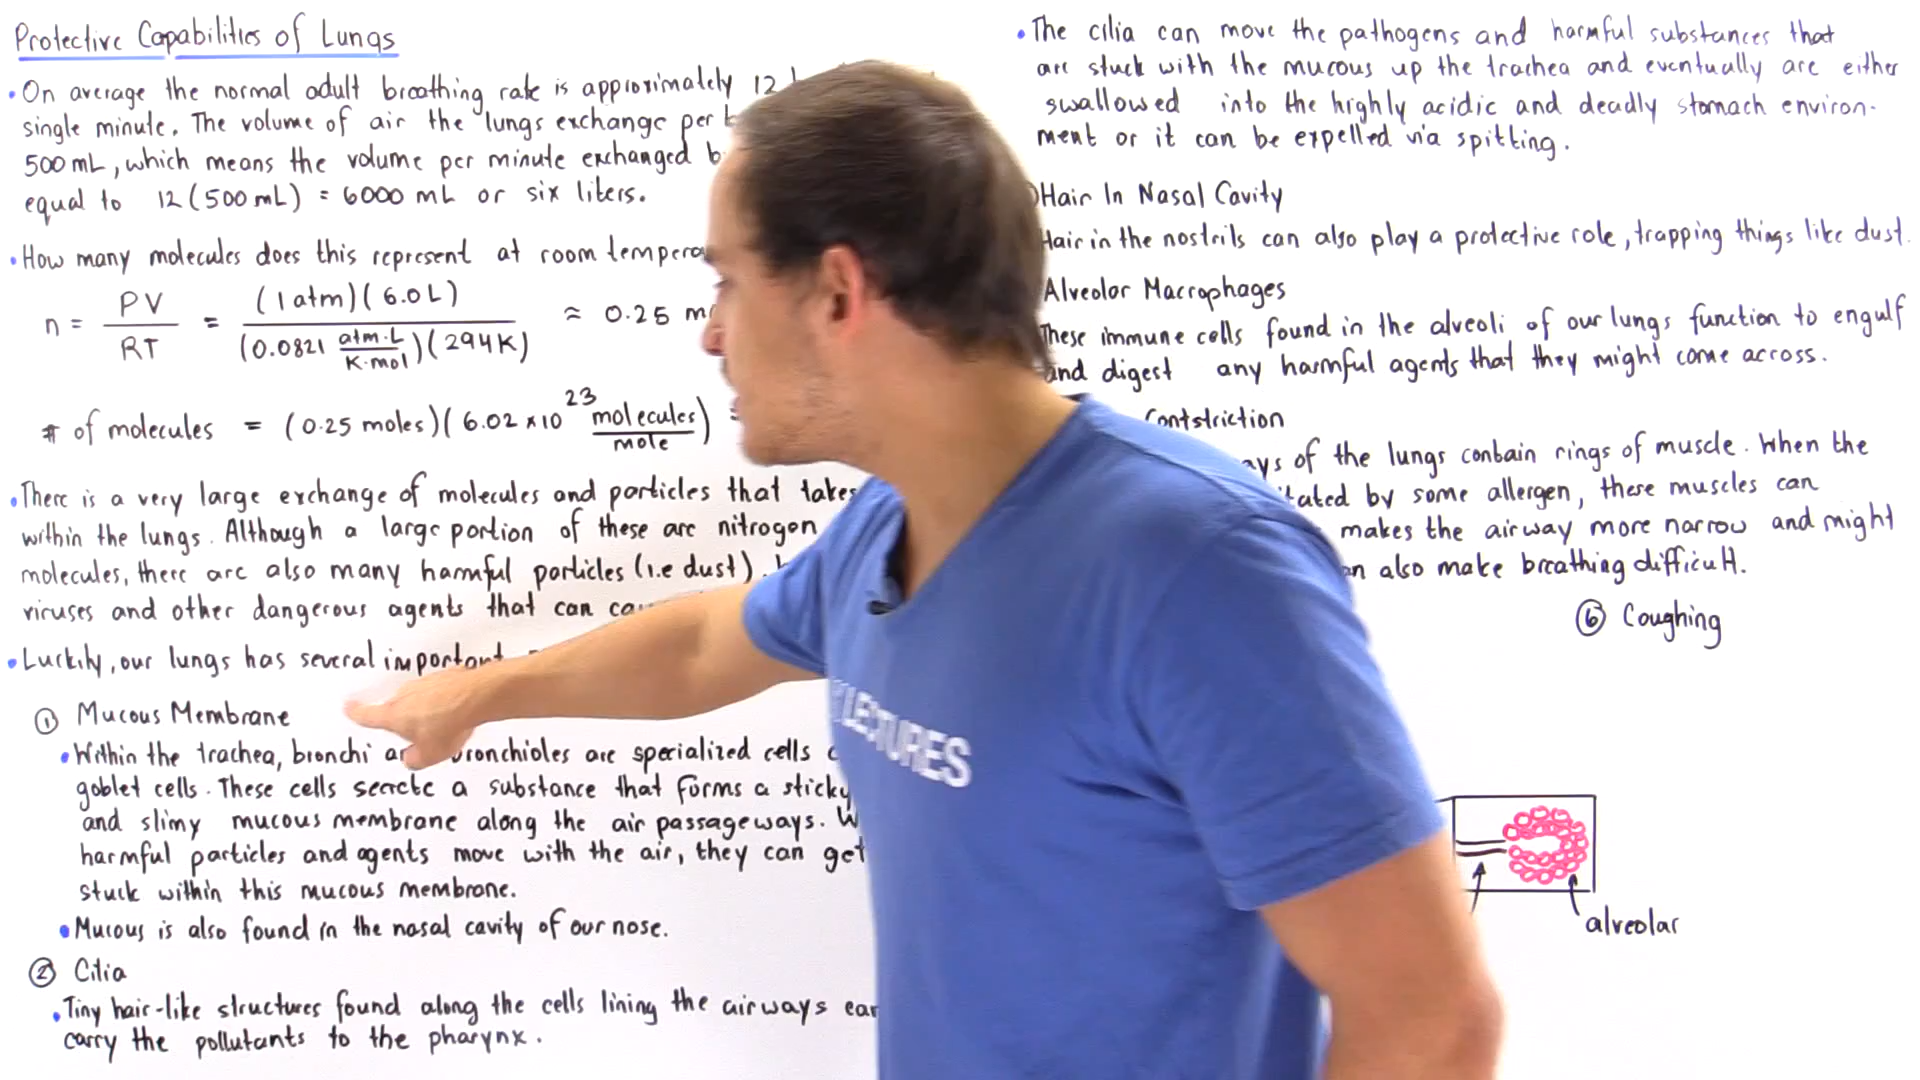 Protective Capabilities of Lungs
• On average the normal adult breathing rate is approximately 12
single minute. The volume of air the lungs exchange per
500 mL, which means the volume per minute exchanged
equal to 12 (500 mL) = 6000 mL or six liters.
• How many molecules does this represent at room
n = PV / RT = (1 atm)(6.0 L) / (0.0821 atm·L / K·mol)(294 K) ≈ 0.25
# of molecules = (0.25 moles)(6.02 × 10^23 molecules / mole)
• There is a very large exchange of molecules and particles that takes
within the lungs. Although a large portion of these are nitrogen
molecules, there are also many harmful particles (i.e dust),
viruses and other dangerous agents that can
• Luckily, our lungs has several important
① Mucous Membrane
• Within the trachea, bronchi bronchioles are specialized cells
goblet cells. These cells secrete a substance that forms a sticky
and slimy mucous membrane along the air passageways.
harmful particles and agents move with the air, they can get
stuck within this mucous membrane.
• Mucous is also found in the nasal cavity of our nose.
② Cilia
• Tiny hair-like structures found along the cells lining the airways can
carry the pollutants to the pharynx.
• The cilia can move the pathogens and harmful substances that
are stuck with the mucous up the trachea and eventually are either
swallowed into the highly acidic and deadly stomach environ-
ment or it can be expelled via spitting.
Hair In Nasal Cavity
Hair in the nostrils can also play a protective role, trapping things like dust.
Alveolar Macrophages
These immune cells found in the alveoli of our lungs function to engulf
and digest any harmful agents that they might come across.
Contstriction
of the lungs contain rings of muscle. When the
by some allergen, these muscles can
makes the airway more narrow and might
also make breathing difficult.
⑥ Coughing
alveolar
LECTURES